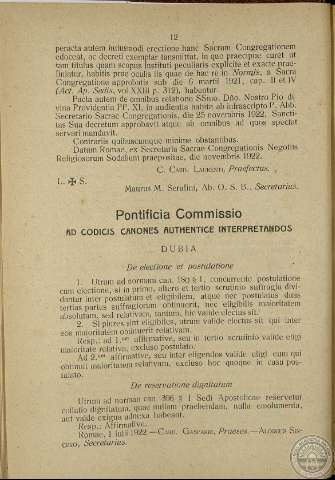 12
peracta autem huiusmodi erectione hanc Sacram Congregationem
edoceat, ac decreti exemplar transmittat, in quo praecipue caret ut
tam titulus quam scopus instituti peculiaris explicite et exacte prae-
finiatur, habitis prae oculis iis quae de hac re in Normis, a Sacra
Congregatione approbatis sub die 6 martii 1921, cap. II et IV
(Act. Ap. Sedis, vol XXIII p. 312), habentur.
Facta autem de omnibus relatione SSmo. Dño. Nostro Pio di-
vina Providentia PP. XI, in audientia habita ab infrascripto P. Abb.
Secretario Sacrae Congregationis, die 25 novembris 1922, Sancti-
tas Sua decretum approbavit atque ab omnibus ad quos spectat
servari mandavit.
Contrariis quibuscumque minime obstantibus.
Datum Romae, ex Secretaria Sacrae Congregationis Negotiis
Religiosorum Sodalium praepositae, die novembris 1922.
C. Card. Laurenti, Praefectus.
L. ✠ S.
Maurus M. Serafini, Ab. O. S. B., Secretarius.
Pontificia Commissio
AD CODICIS CANONES AUTHENTICE INTERPRETANDOS
DUBIA
De electione et postulatione
1. Utrum ad normam can. 180 § 1, concurrente postulatione
cum electione, si in primo, altero et tertio scrutinio suffragia divi-
dantur inter postulatum et eligibilem, atque nec postulatus duas
tertias partes suffragiorum obtinuerit, nec eligibilis maioritatem
absolutam, sed relativam, tantum, hic valide electus sit.
2. Si plures sint eligibiles, utrum valide electus sit qui inter
eos maioritatem obtinuerit relativam.
Resp.: ad 1.um affirmative, seu in tertio scrutinio valide eligi
maioritate relativa, excluso postulato.
Ad 2.um affirmative, seu inter eligendos valide eligi eum qui
obtinuit maioritatem relativam, excluso hoc quoque in casu pos-
tulato.
De reservatione dignitatum
Utrum ad normam can. 396 § 1 Sedi Apostolicae reservetur
collatio dignitatum, quae nullam praebendam, nulla emolumenta,
aut valde exigua adnexa habeant.
Resp.: Affirmative.
Romae, 1 iulii 1922.—Card. Gasparri, Praeses.—Aloisius Sin-
cero, Secretarius.